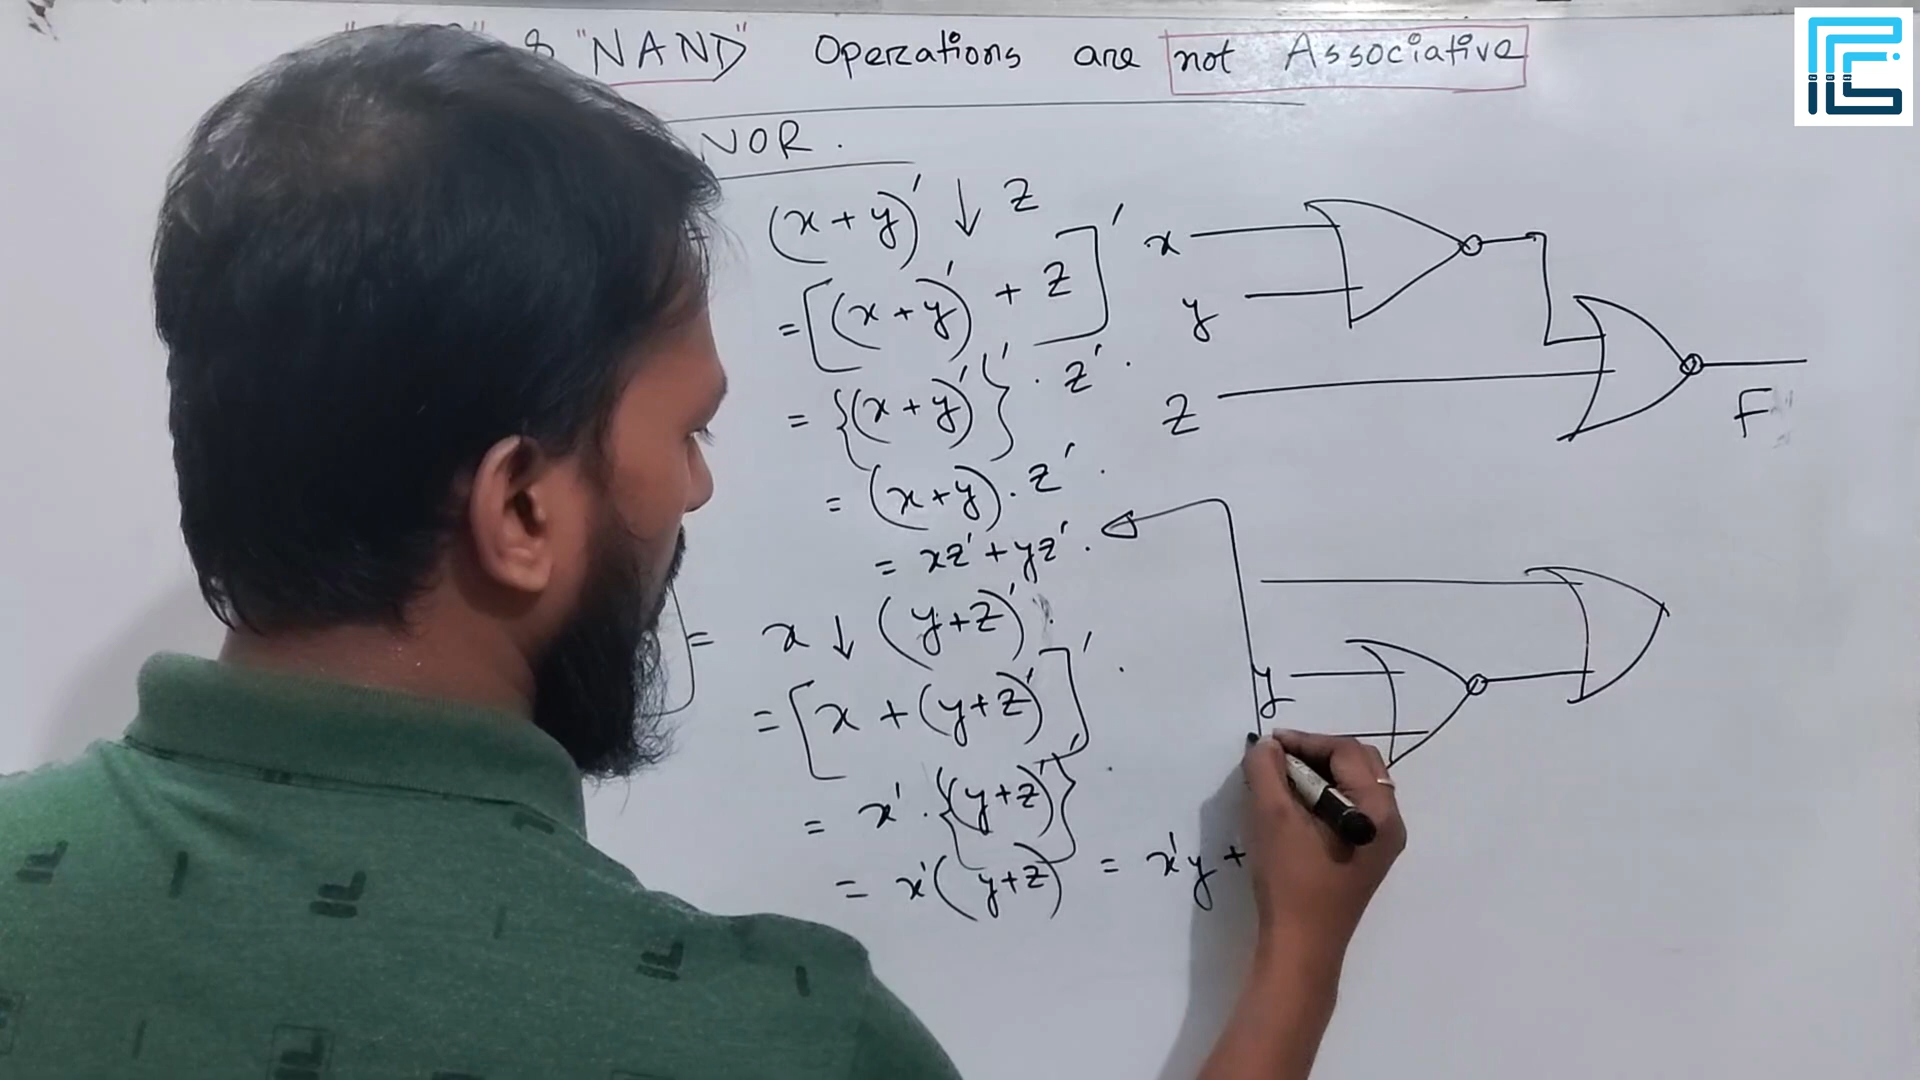 & "NAND" Operations are not Associative
NOR.
(x+y)' ↓ z
= [(x+y)' + z]'
= {(x+y)'}' · z'.
= (x+y) · z'.
= xz' + yz'.
= x ↓ (y+z)'.
= [x + (y+z)']'.
= x' · {(y+z)'}'
= x'(y+z) = x'y +
x
y
z
F
y